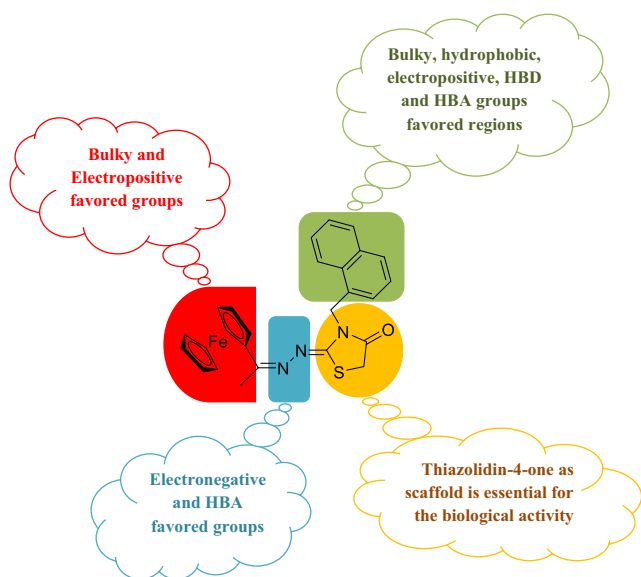 Bulky, hydrophobic,
electropositive, HBD
and HBA groups
favored regions
Bulky and
Electropositive
favored groups
Fe
N
N
N
O
S
Electronegative
and HBA
favored groups
Thiazolidin-4-one as
scaffold is essential for
the biological activity